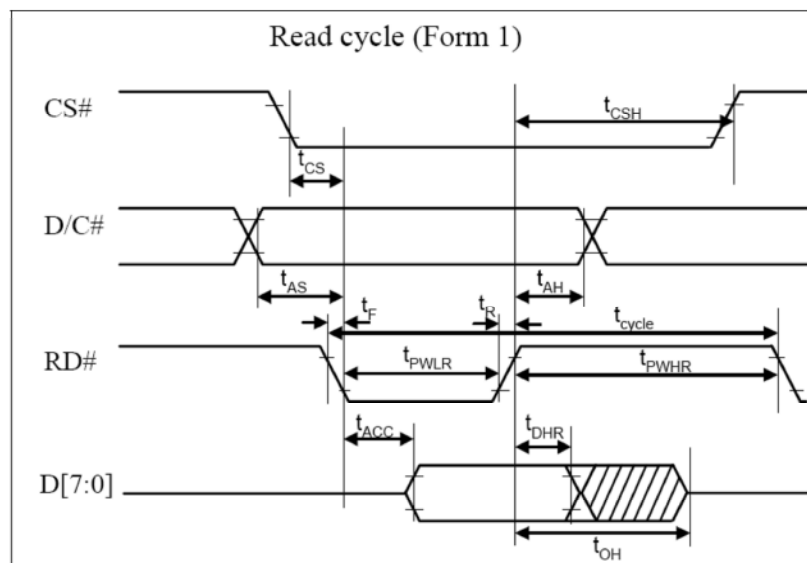 Read cycle (Form 1)
CS#
tCSH
tCS
D/C#
tAS
tAH
tF
tR
tcycle
RD#
tPWLR
tPWHR
tACC
tDHR
D[7:0]
tOH